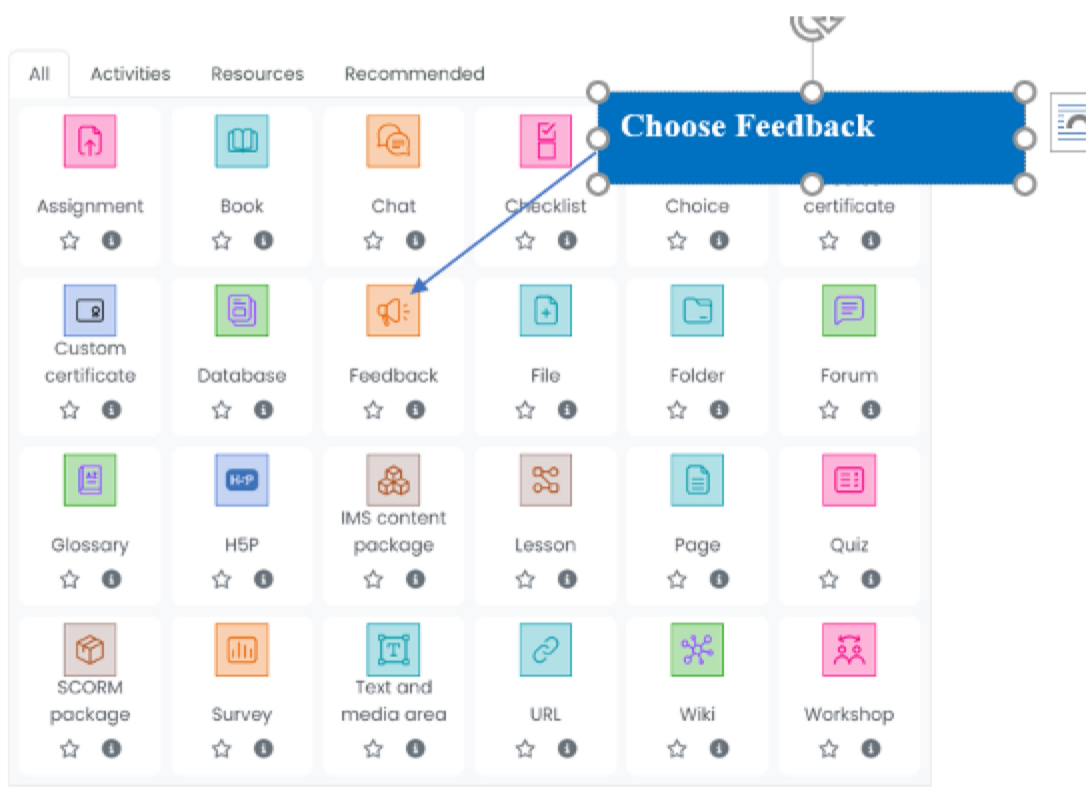 All Activities Resources Recommended
Choose Feedback
Assignment Book Chat Checklist Choice certificate
Custom
certificate Database Feedback File Folder Forum
Glossary H5P IMS content
package Lesson Page Quiz
SCORM
package Survey Text and
media area URL Wiki Workshop